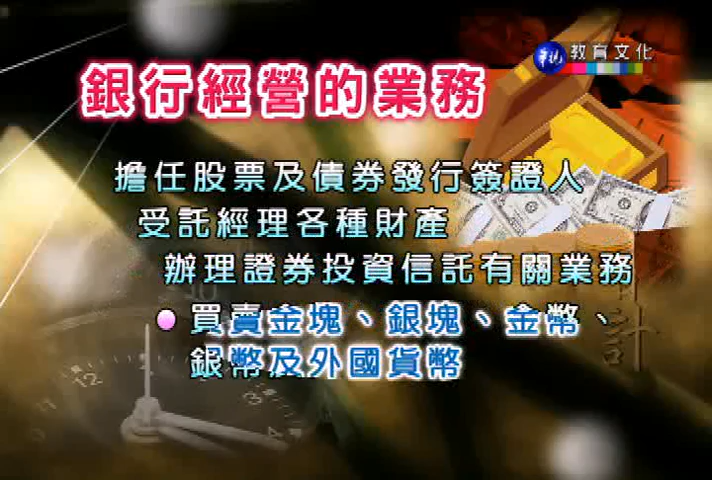 華視
教育文化
銀行經營的業務
擔任股票及債券發行簽證人
受託經理各種財產
辦理證券投資信託有關業務
買賣金塊、銀塊、金幣、
銀幣及外國貨幣
計